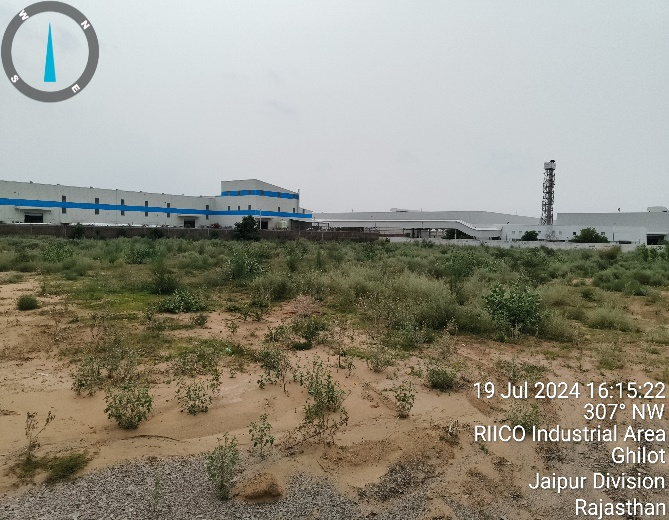 N
W
E
S
19 Jul 2024 16:15:22
307° NW
RIICO Industrial Area
Ghilot
Jaipur Division
Rajasthan